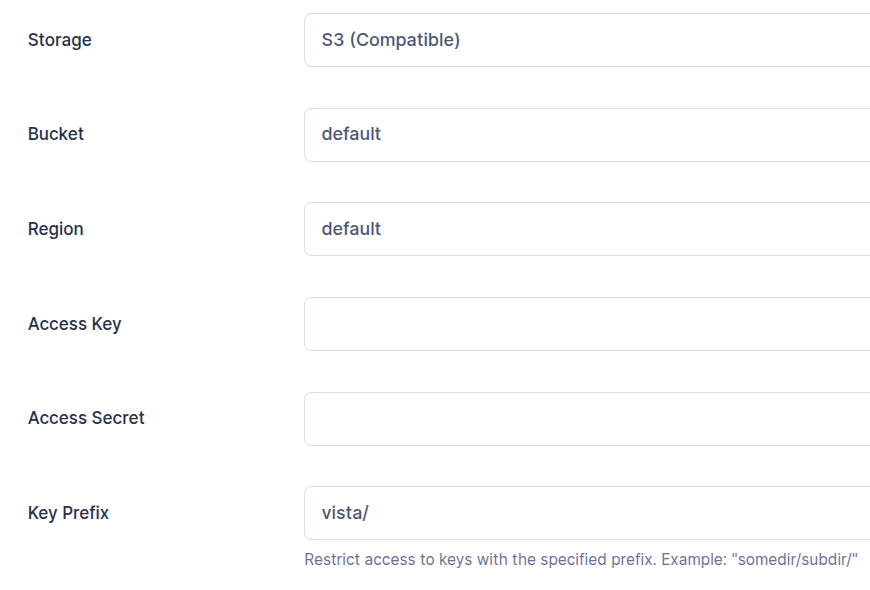 Storage
S3 (Compatible)
Bucket
default
Region
default
Access Key
Access Secret
Key Prefix
vista/
Restrict access to keys with the specified prefix. Example: "somedir/subdir/"